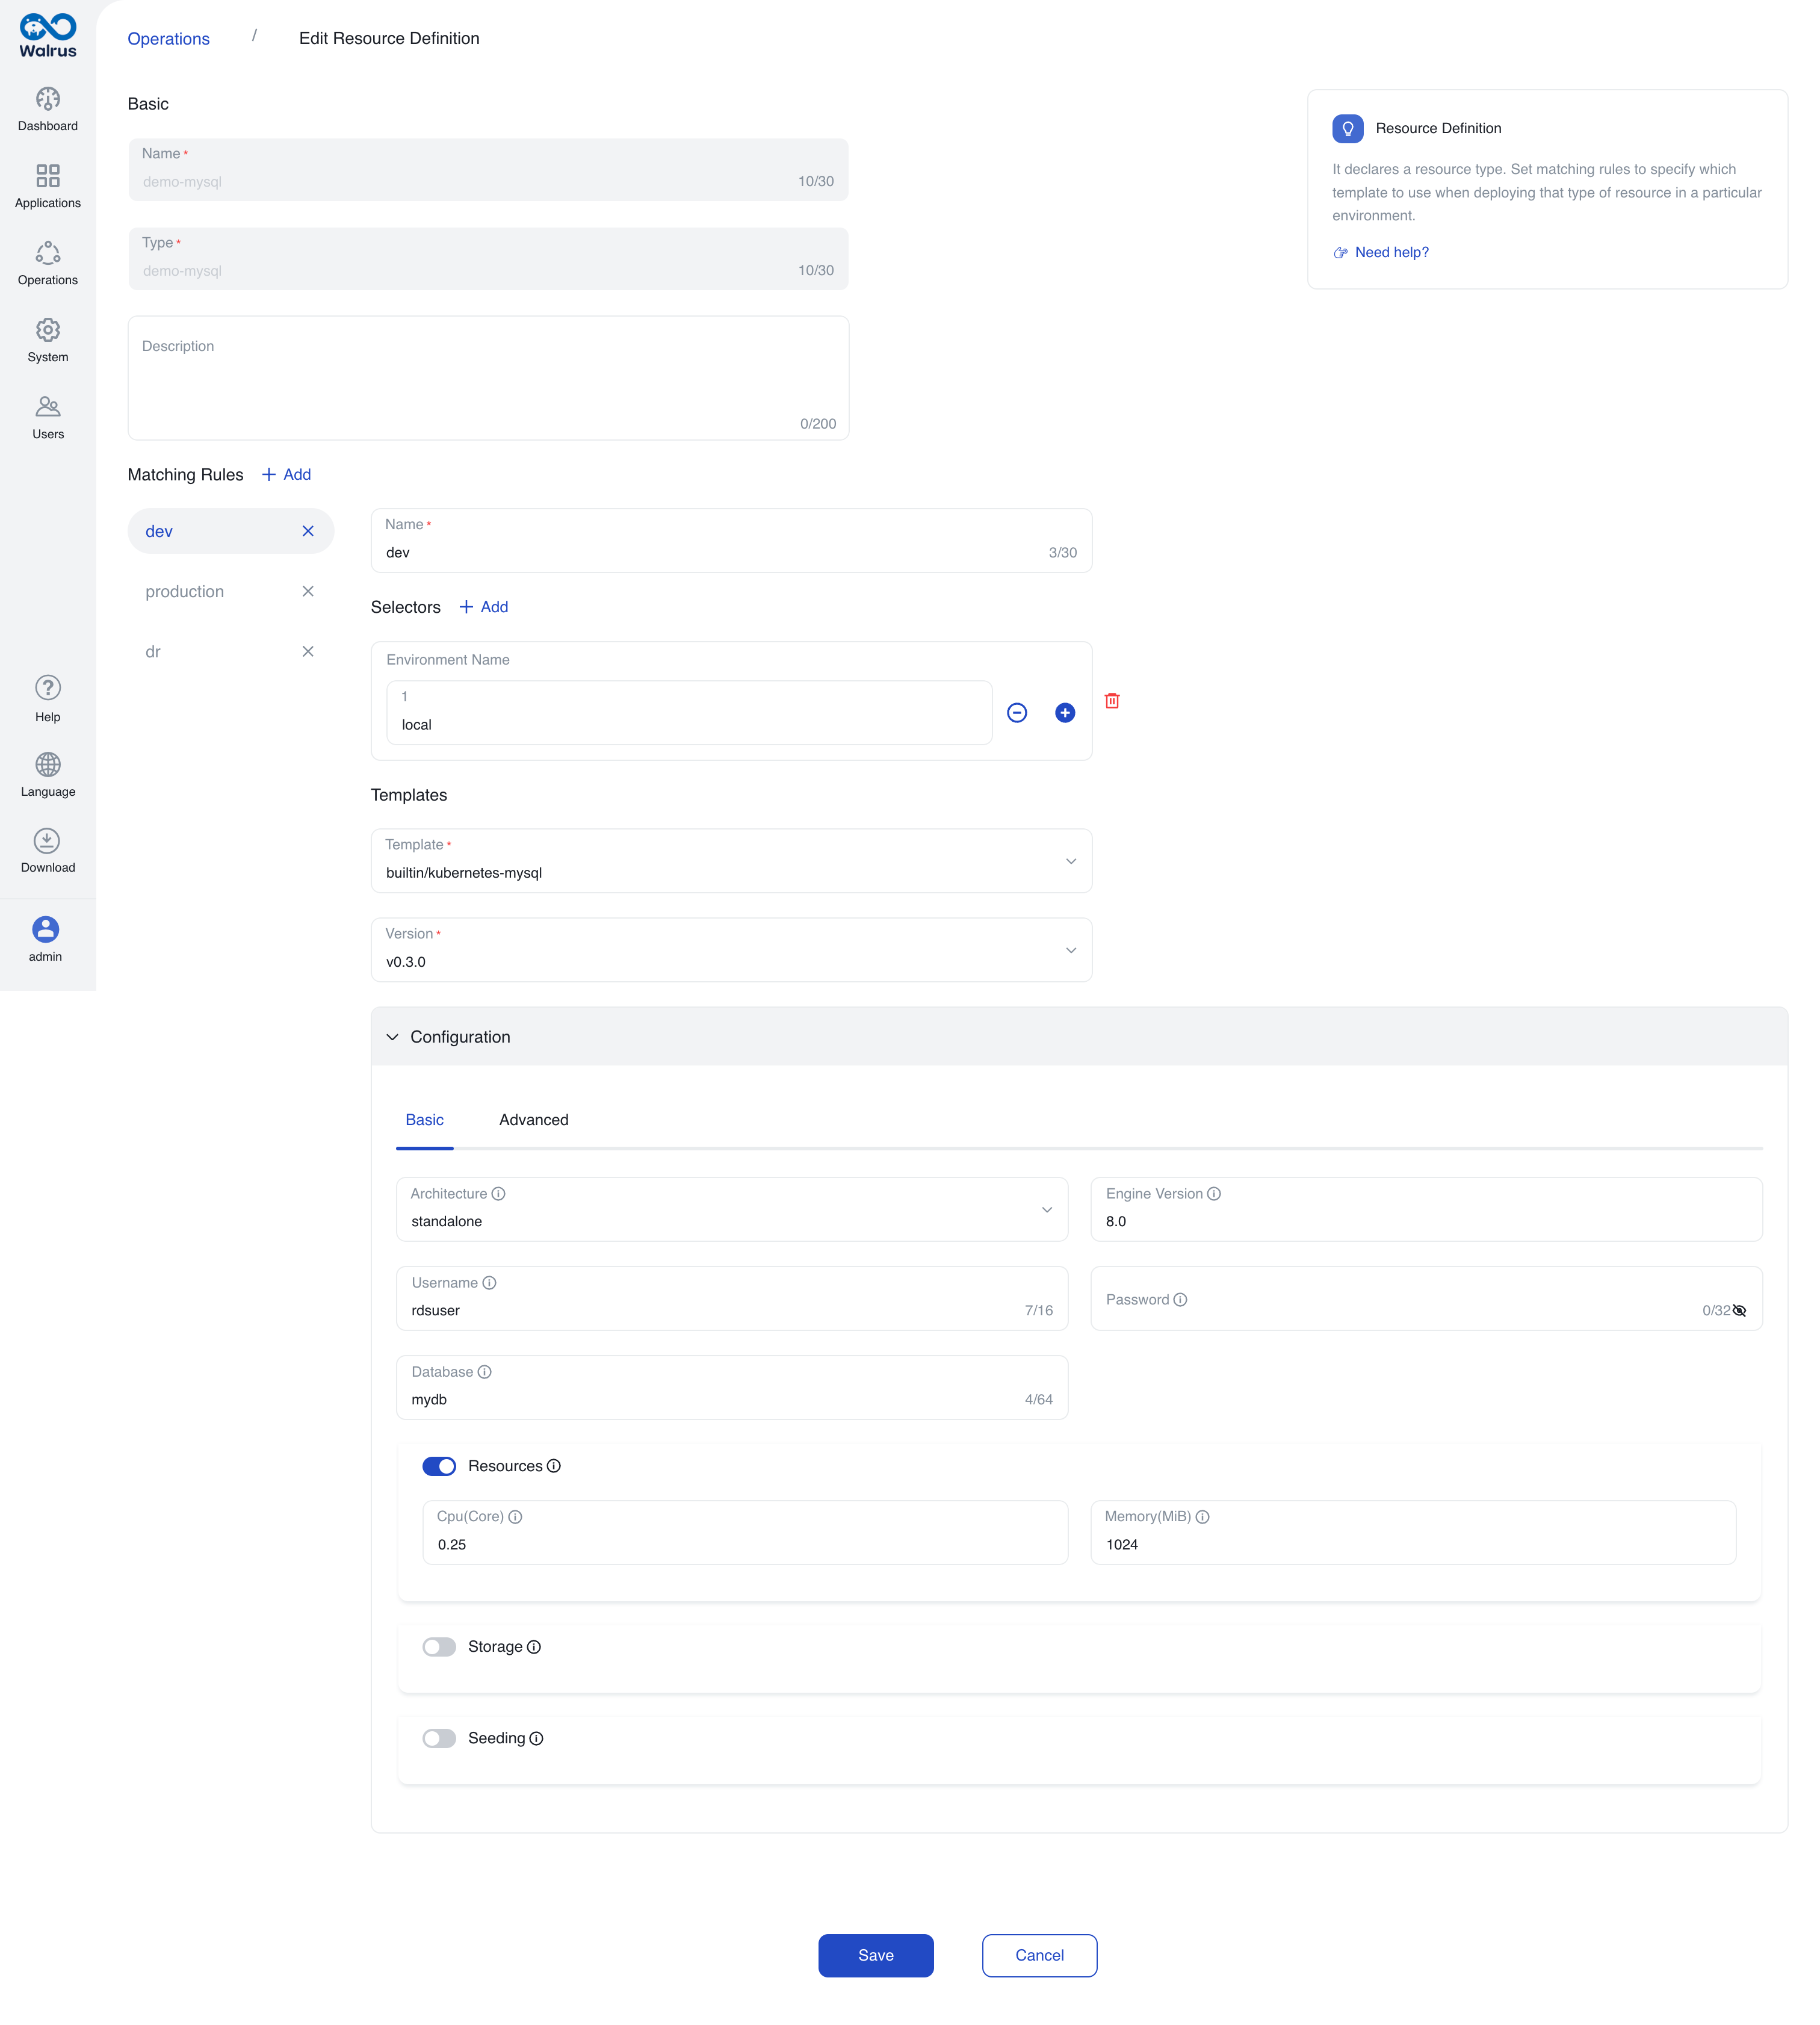 Walrus
Dashboard
Applications
Operations
System
Users
Help
Language
Download
admin
Operations / Edit Resource Definition
Basic
Name *
demo-mysql 10/30
Type *
demo-mysql 10/30
Description
0/200
Resource Definition
It declares a resource type. Set matching rules to specify which
template to use when deploying that type of resource in a particular
environment.
Need help?
Matching Rules + Add
dev
production
dr
Name *
dev 3/30
Selectors + Add
Environment Name
1
local
Templates
Template *
builtin/kubernetes-mysql
Version *
v0.3.0
Configuration
Basic Advanced
Architecture
standalone
Engine Version
8.0
Username
rdsuser 7/16
Password
0/32
Database
mydb 4/64
Resources
Cpu(Core)
0.25
Memory(MiB)
1024
Storage
Seeding
Save Cancel